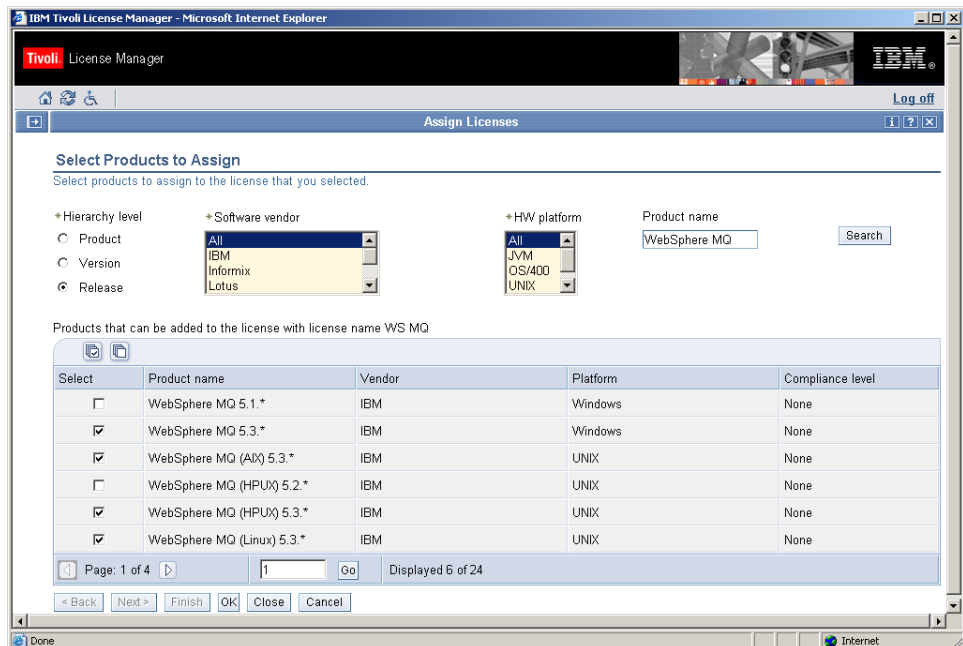 IBM Tivoli License Manager - Microsoft Internet Explorer
Tivoli. License Manager
IBM®
Log off
Assign Licenses
i ? X
Select Products to Assign
Select products to assign to the license that you selected.
*Hierarchy level *Software vendor *HW platform Product name
Product All All WebSphere MQ Search
IBM JVM
Version Informix OS/400
Release Lotus UNIX
Products that can be added to the license with license name WS MQ
Select Product name Vendor Platform Compliance level
WebSphere MQ 5.1.* IBM Windows None
WebSphere MQ 5.3.* IBM Windows None
WebSphere MQ (AIX) 5.3.* IBM UNIX None
WebSphere MQ (HPUX) 5.2.* IBM UNIX None
WebSphere MQ (HPUX) 5.3.* IBM UNIX None
WebSphere MQ (Linux) 5.3.* IBM UNIX None
Page: 1 of 4 1 Go Displayed 6 of 24
< Back Next > Finish OK Close Cancel
Done Internet